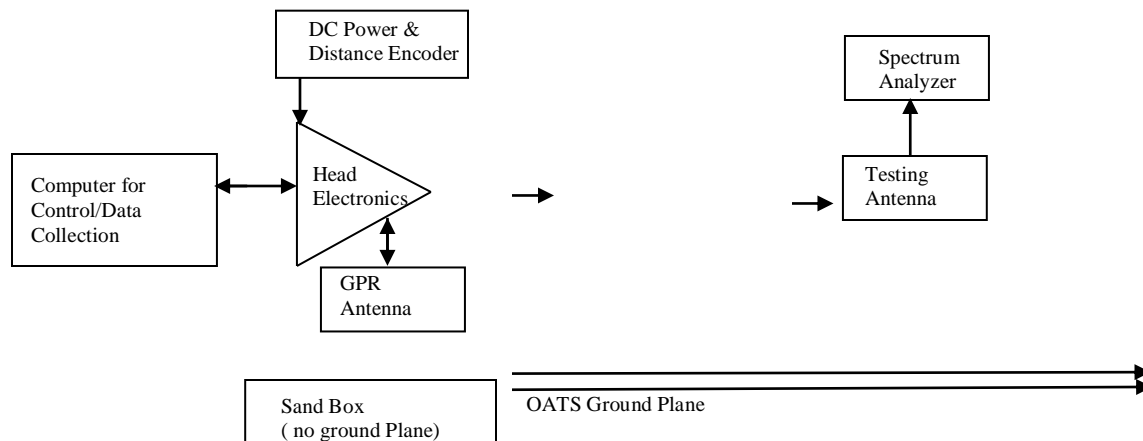 DC Power &
Distance Encoder
Spectrum
Analyzer
Head
Electronics
Computer for
Control/Data
Collection
Testing
Antenna
GPR
Antenna
Sand Box
( no ground Plane)
OATS Ground Plane